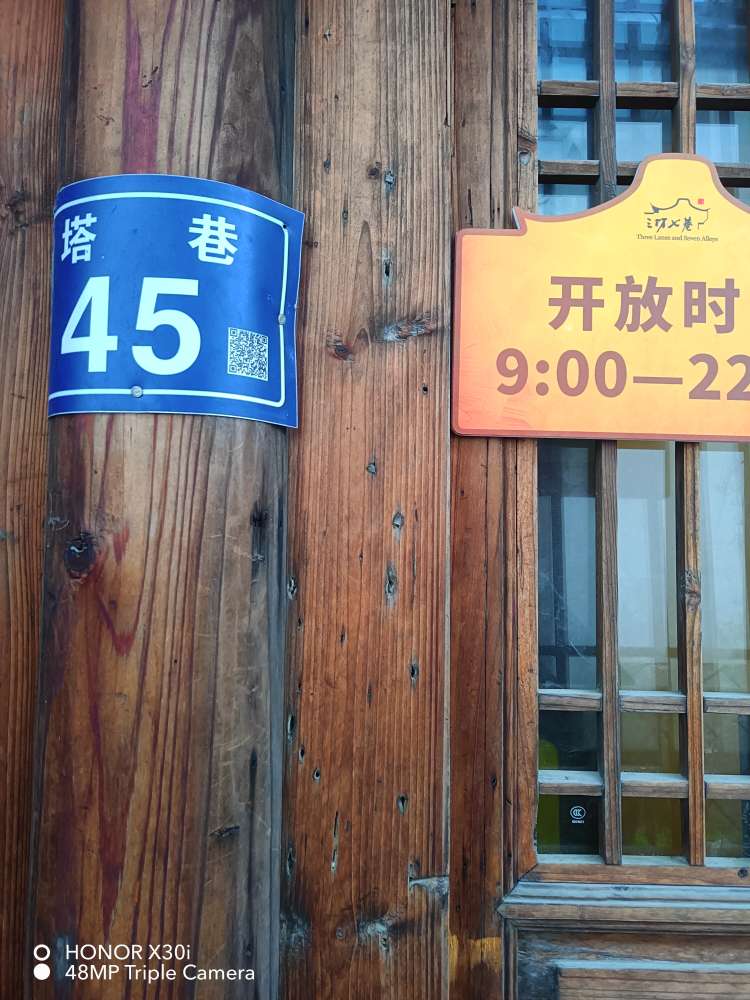 塔 巷
45
三坊七巷
Three Lanes and Seven Alleys
开放时
9:00—22
HONOR X30i
48MP Triple Camera